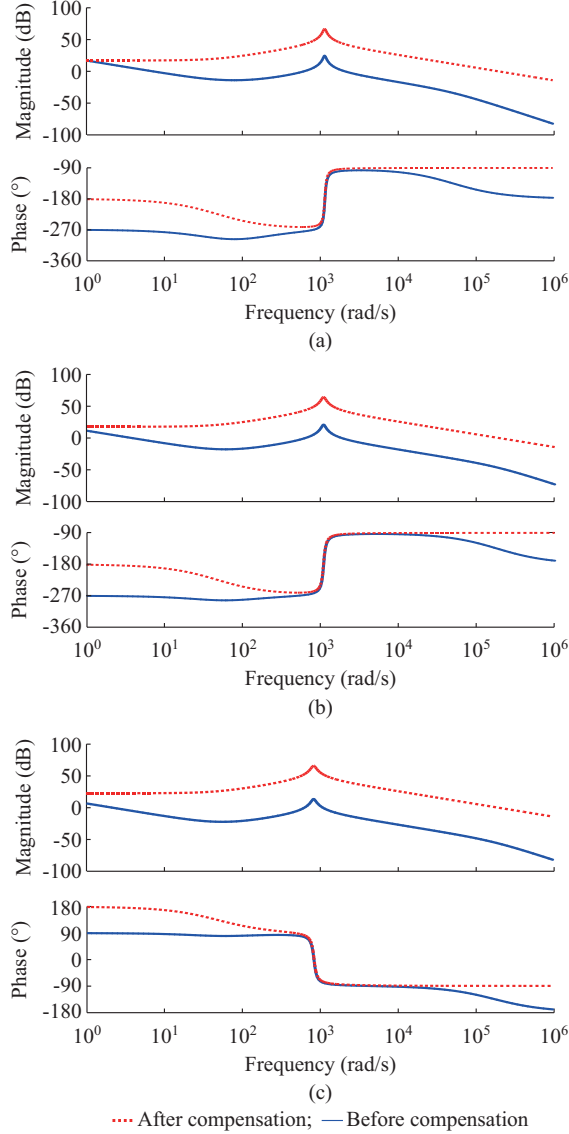 100
50
0
-50
-100
Magnitude (dB)
-90
-180
-270
-360
Phase (°)
10^0 10^1 10^2 10^3 10^4 10^5 10^6
Frequency (rad/s)
(a)
100
50
0
-50
-100
Magnitude (dB)
-90
-180
-270
-360
Phase (°)
10^0 10^1 10^2 10^3 10^4 10^5 10^6
Frequency (rad/s)
(b)
100
50
0
-50
-100
Magnitude (dB)
180
90
0
-90
-180
Phase (°)
10^0 10^1 10^2 10^3 10^4 10^5 10^6
Frequency (rad/s)
(c)
After compensation; Before compensation